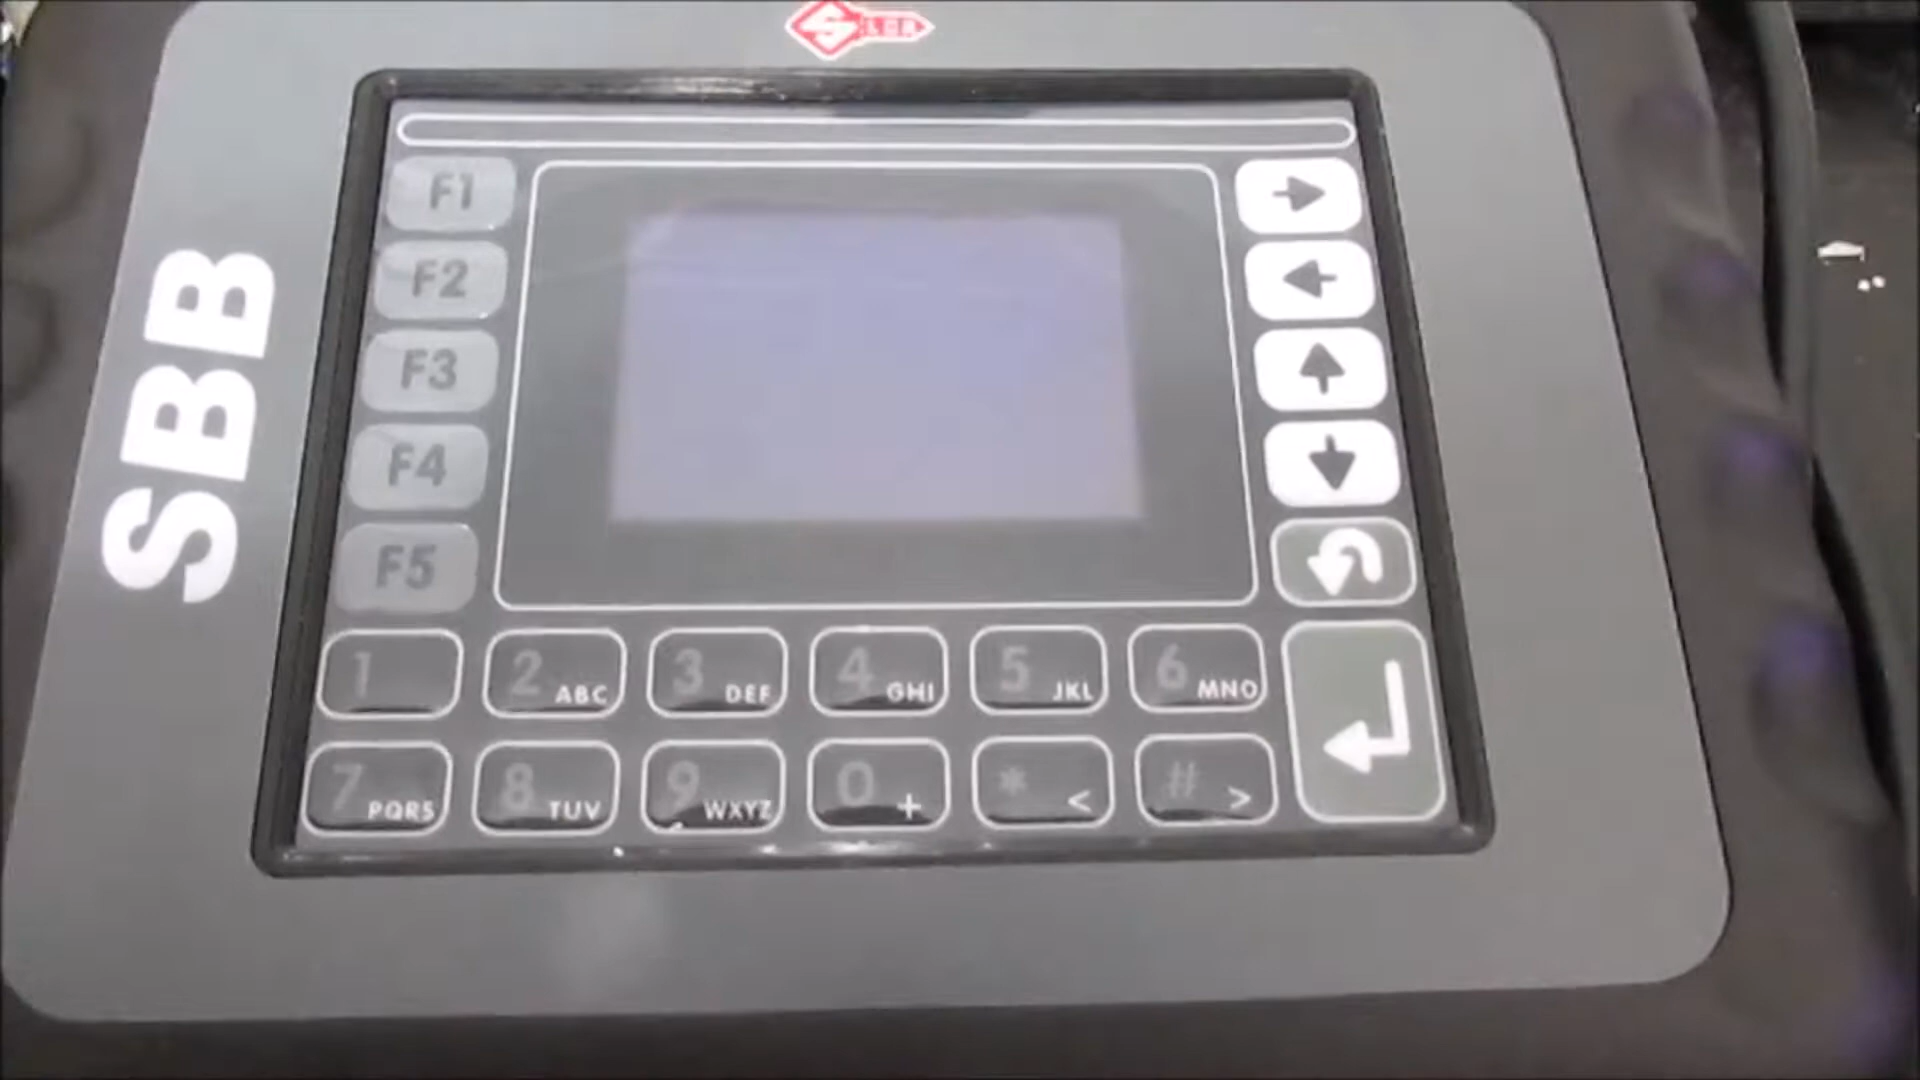 SBB
F1
F2
F3
F4
F5
1
2 ABC
3 DEF
4 GHI
5 JKL
6 MNO
7 PQRS
8 TUV
9 WXYZ
0 +
* <
# >